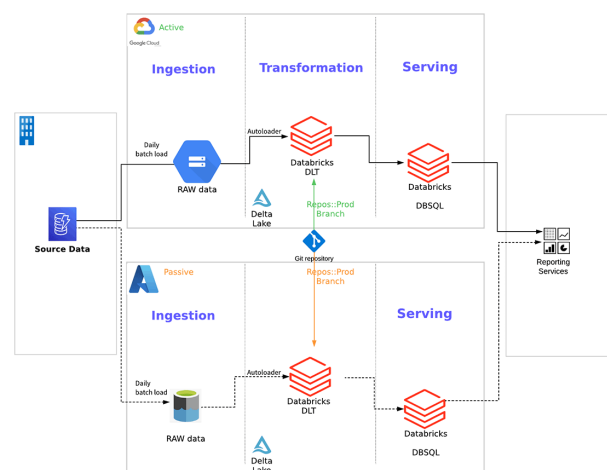 Active
Google Cloud
Ingestion
Transformation
Serving
Daily
batch load
Autoloader
RAW data
Databricks
DLT
Databricks
DBSQL
Delta
Lake
Repos::Prod
Branch
Source Data
Git repository
Reporting
Services
Passive
Repos::Prod
Branch
Ingestion
Serving
Daily
batch load
Autoloader
RAW data
Databricks
DLT
Databricks
DBSQL
Delta
Lake